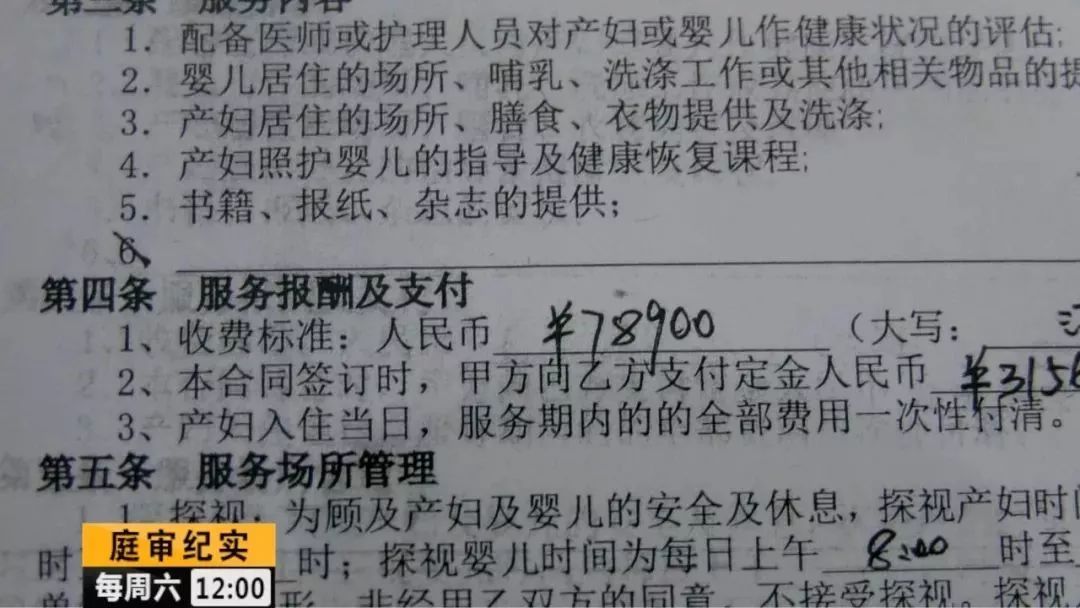 第三条 服务内容
1. 配备医师或护理人员对产妇或婴儿作健康状况的评估;
2. 婴儿居住的场所、哺乳、洗涤工作或其他相关物品的提
3. 产妇居住的场所、膳食、衣物提供及洗涤;
4. 产妇照护婴儿的指导及健康恢复课程;
5. 书籍、报纸、杂志的提供;
6、
第四条 服务报酬及支付
1、收费标准: 人民币 ¥78900 (大写:
2、本合同签订时，甲方向乙方支付定金人民币 ¥3156
3、产妇入住当日，服务期内的的全部费用一次性付清。
第五条 服务场所管理
1 探视: 为顾及产妇及婴儿的安全及休息，探视产妇时间
时 时; 探视婴儿时间为每日上午 8:00 时至
形，非经甲乙双方的同意，不接受探视。探视
庭审纪实
每周六 12:00